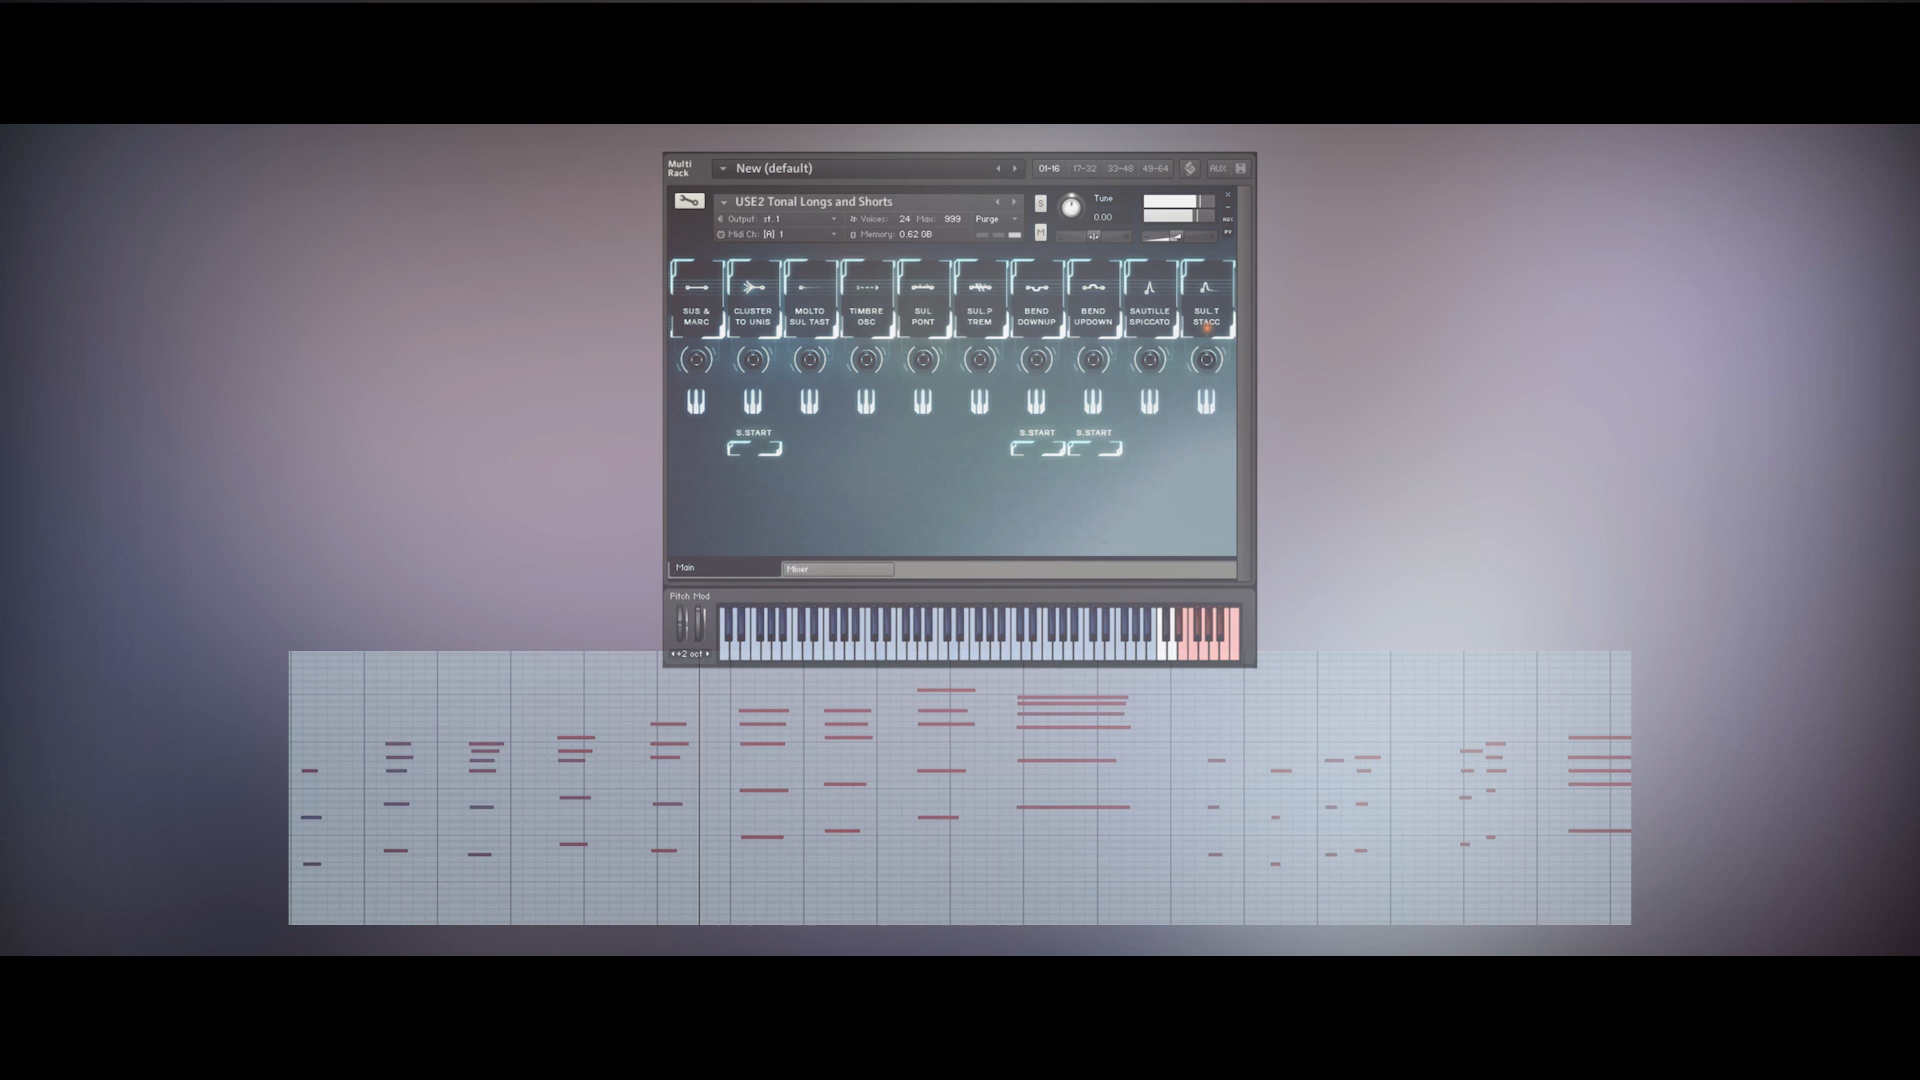 Multi Rack
New (default)
01-16 17-32 33-48 49-64
AUX
USE2 Tonal Longs and Shorts
Output: st. 1
Voices: 24 Max: 999 Purge
Midi Ch: [A] 1
Memory: 0.62 GB
S
M
Tune
0.00
AUX
PV
SUS & MARC
CLUSTER TO UNIS
MOLTO SUL TAST
TIMBRE OSC
SUL PONT
SUL.P TREM
BEND DOWNUP
BEND UPDOWN
SAUTILLE SPICCATO
SUL.T STACC
S.START
S.START
S.START
Main
Mixer
Pitch Mod
+2 oct